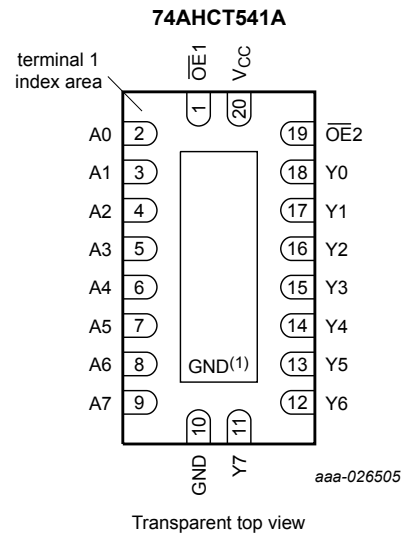 74AHCT541A
terminal 1
index area
O̅E̅1
VCC
1
20
A0 2
19 O̅E̅2
A1 3
18 Y0
A2 4
17 Y1
A3 5
16 Y2
A4 6
15 Y3
A5 7
14 Y4
A6 8
13 Y5
A7 9
12 Y6
GND(1)
10
11
GND
Y7
aaa-026505
Transparent top view